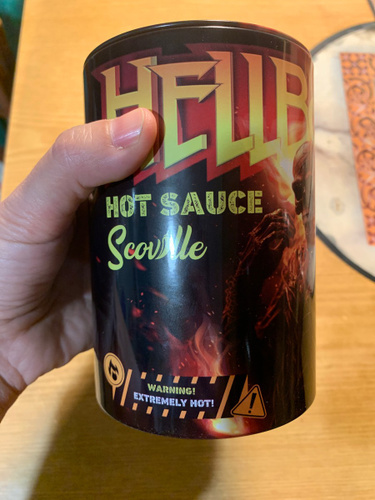 HELLB
HOT SAUCE
Scoville
WARNING!
EXTREMELY HOT!